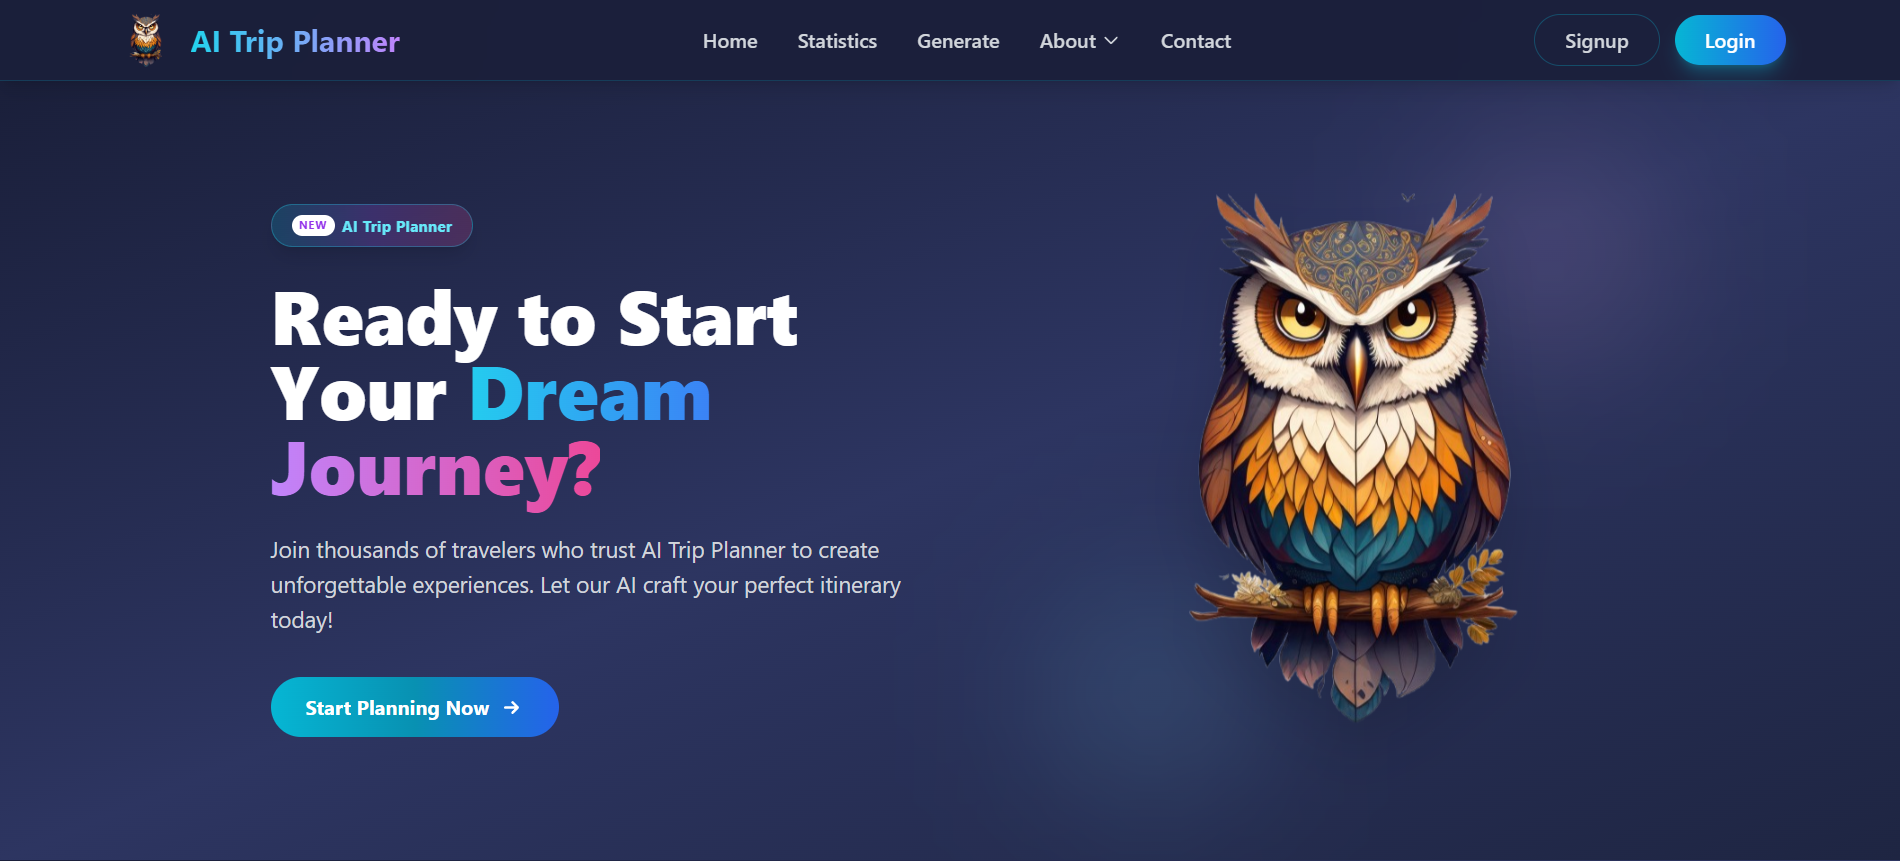 AI Trip Planner
Home
Statistics
Generate
About
Contact
Signup
Login
NEW AI Trip Planner
Ready to Start
Your Dream
Journey?
Join thousands of travelers who trust AI Trip Planner to create
unforgettable experiences. Let our AI craft your perfect itinerary
today!
Start Planning Now